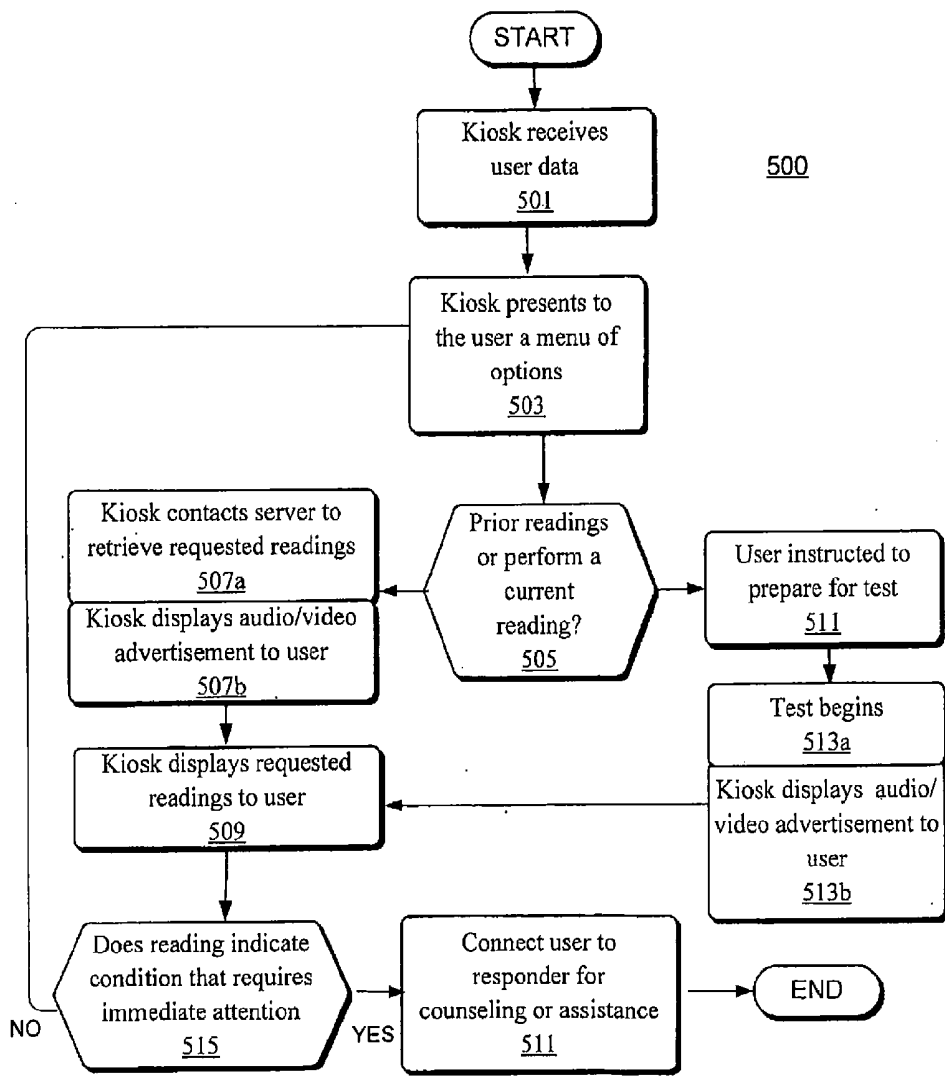 START
Kiosk receives
user data
501
500
Kiosk presents to
the user a menu of
options
503
Prior readings
or perform a
current
reading?
505
Kiosk contacts server to
retrieve requested readings
507a
Kiosk displays audio/video
advertisement to user
507b
User instructed to
prepare for test
511
Test begins
513a
Kiosk displays audio/
video advertisement to
user
513b
Kiosk displays requested
readings to user
509
Does reading indicate
condition that requires
immediate attention
515
NO
YES
Connect user to
responder for
counseling or assistance
511
END